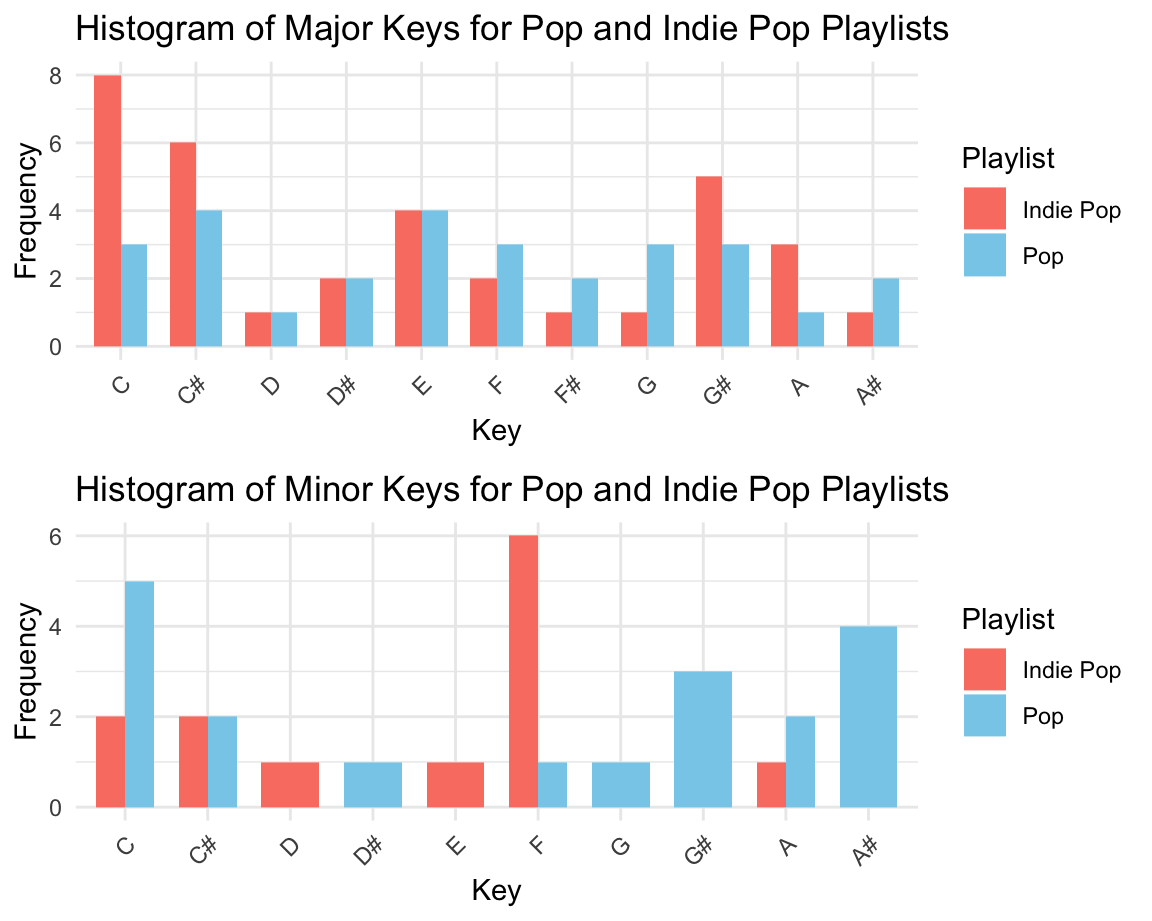 Histogram of Major Keys for Pop and Indie Pop Playlists
Frequency
8
6
4
2
0
C C# D D# E F F# G G# A A#
Key
Playlist
Indie Pop
Pop
Histogram of Minor Keys for Pop and Indie Pop Playlists
Frequency
6
4
2
0
C C# D D# E F G G# A A#
Key
Playlist
Indie Pop
Pop